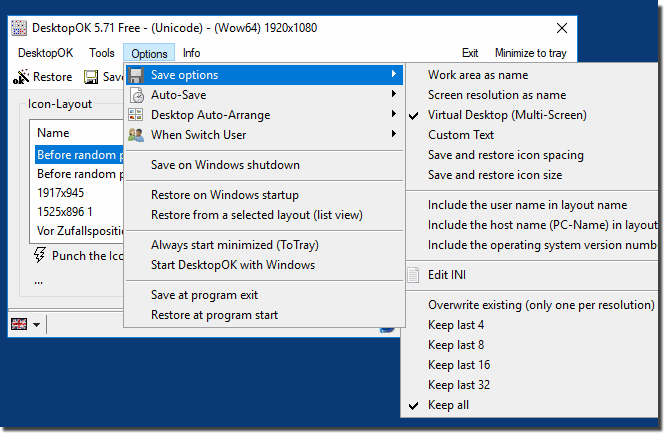 DesktopOK 5.71 Free - (Unicode) - (Wow64) 1920x1080
DesktopOK Tools Options Info Exit Minimize to tray
Restore
Icon-Layout
Name
Before random p
Before random p
1917x945
1525x896 1
Vor Zufallspositio
Punch the Ico
...
Save options
Auto-Save
Desktop Auto-Arrange
When Switch User
Save on Windows shutdown
Restore on Windows startup
Restore from a selected layout (list view)
Always start minimized (ToTray)
Start DesktopOK with Windows
Save at program exit
Restore at program start
Work area as name
Screen resolution as name
Virtual Desktop (Multi-Screen)
Custom Text
Save and restore icon spacing
Save and restore icon size
Include the user name in layout name
Include the host name (PC-Name) in layout
Include the operating system version numb
Edit INI
Overwrite existing (only one per resolution)
Keep last 4
Keep last 8
Keep last 16
Keep last 32
Keep all